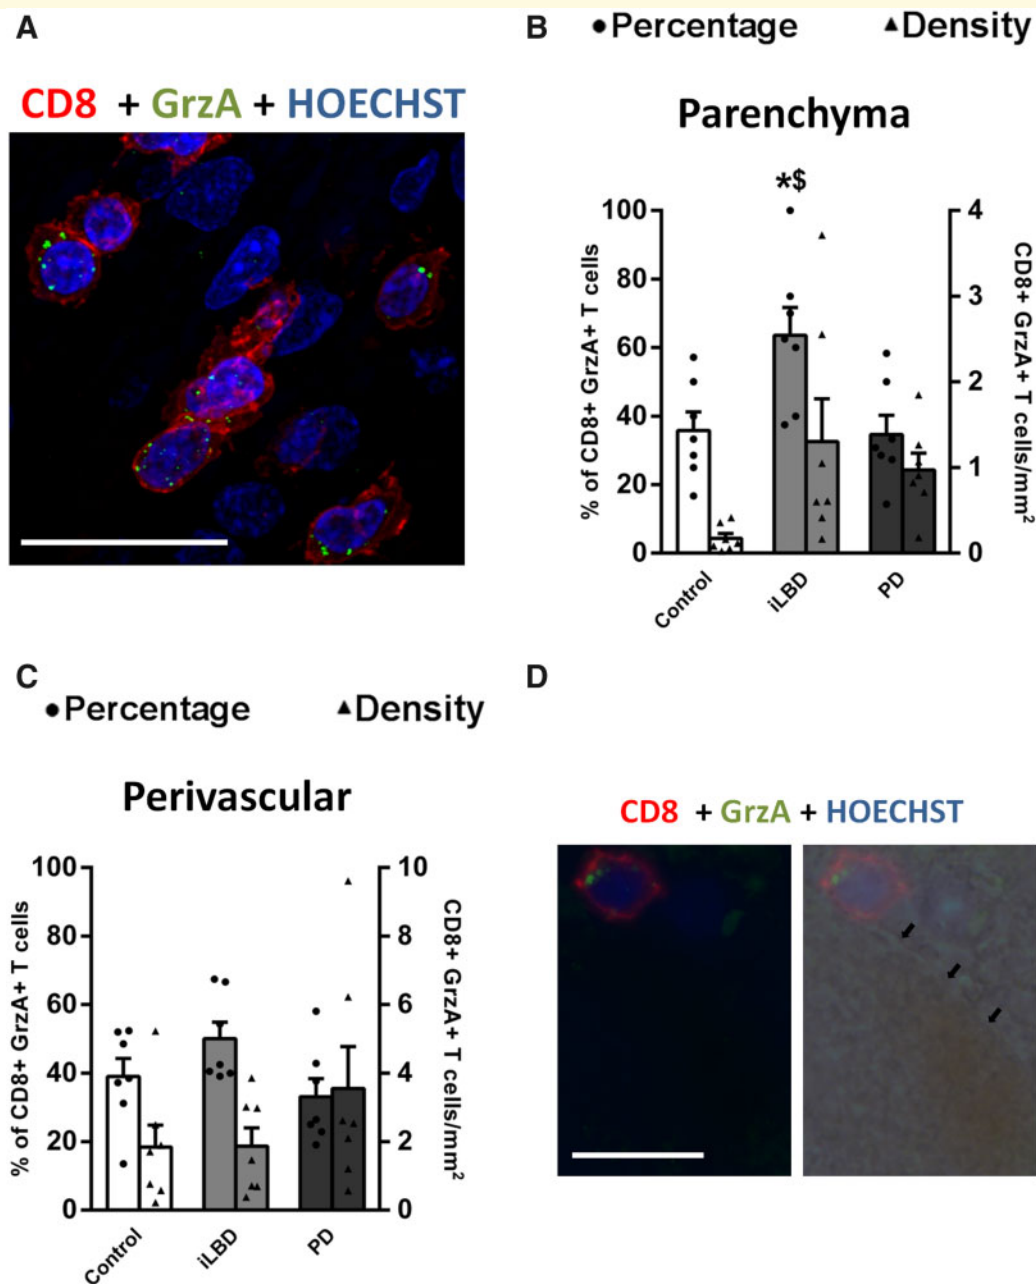 A
CD8 + GrzA + HOECHST
B
●Percentage ▲Density
Parenchyma
*$
100
80
60
40
20
0
% of CD8+ GrzA+ T cells
4
3
2
1
0
CD8+ GrzA+ T cells/mm²
Control
iLBD
PD
C
●Percentage ▲Density
Perivascular
100
80
60
40
20
0
% of CD8+ GrzA+ T cells
10
8
6
4
2
0
CD8+ GrzA+ T cells/mm²
Control
iLBD
PD
D
CD8 + GrzA + HOECHST